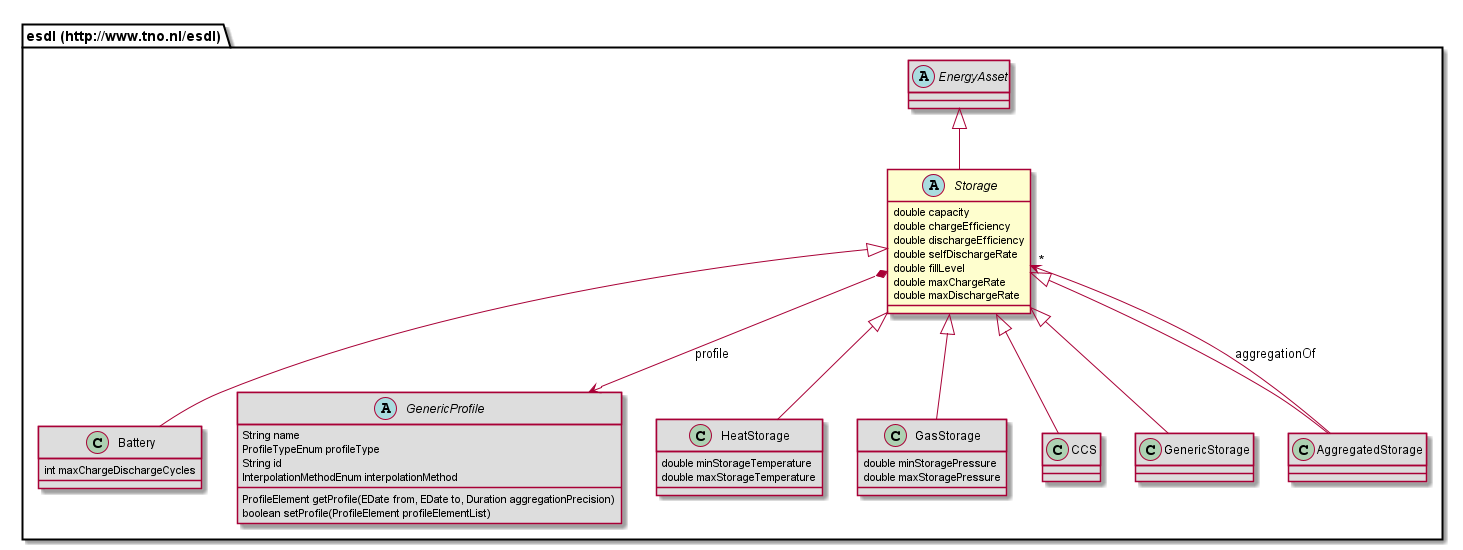 esdl (http://www.tno.nl/esdl)
A EnergyAsset
A Storage
double capacity
double chargeEfficiency
double dischargeEfficiency
double selfDischargeRate
double fillLevel
double maxChargeRate
double maxDischargeRate
*
profile
aggregationOf
C Battery
int maxChargeDischargeCycles
A GenericProfile
String name
ProfileTypeEnum profileType
String id
InterpolationMethodEnum interpolationMethod
ProfileElement getProfile(EDate from, EDate to, Duration aggregationPrecision)
boolean setProfile(ProfileElement profileElementList)
C HeatStorage
double minStorageTemperature
double maxStorageTemperature
C GasStorage
double minStoragePressure
double maxStoragePressure
C CCS
C GenericStorage
C AggregatedStorage